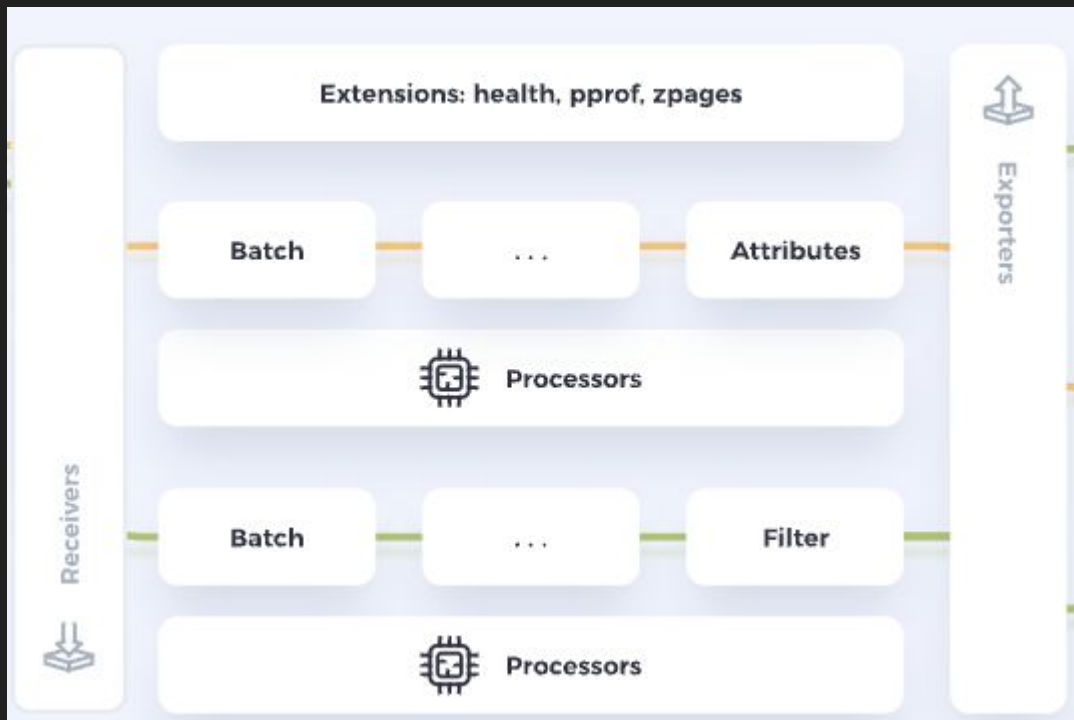 Extensions: health, pprof, zpages
Exporters
Batch
...
Attributes
Processors
Receivers
Batch
...
Filter
Processors